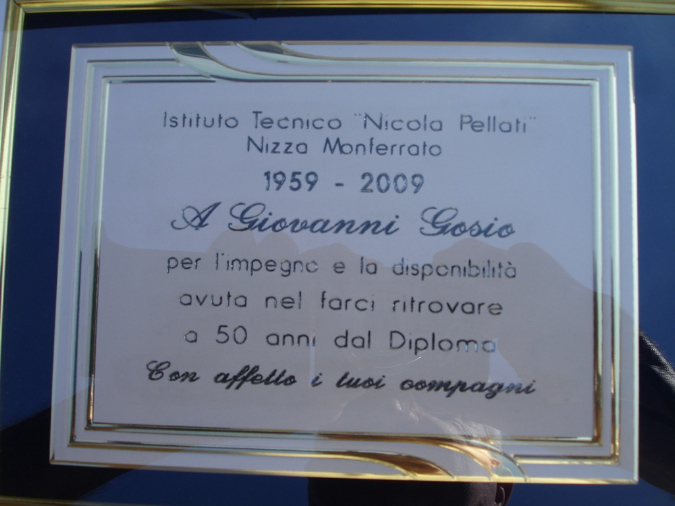 Istituto Tecnico "Nicola Pellati"
Nizza Monferrato
1959 - 2009
A Giovanni Gosio
per l'impegno e la disponibilità
avuta nel farci ritrovare
a 50 anni dal Diploma
Con affetto i tuoi compagni